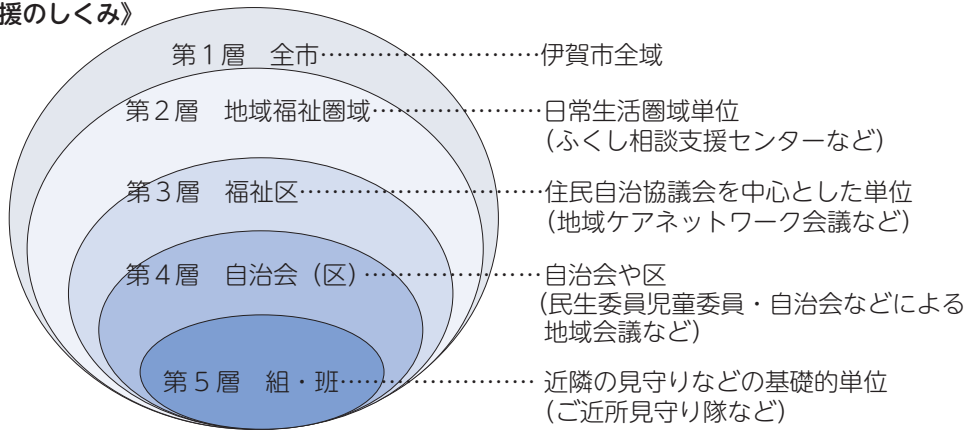 援のしくみ》
第1層 全市………………………伊賀市全域
第2層 地域福祉圏域…………………日常生活圏域単位
(ふくし相談支援センターなど)
第3層 福祉区…………………………住民自治協議会を中心とした単位
(地域ケアネットワーク会議など)
第4層 自治会(区)…………………自治会や区
(民生委員児童委員・自治会などによる
地域会議など)
第5層 組・班…………………… 近隣の見守りなどの基礎的単位
(ご近所見守り隊など)